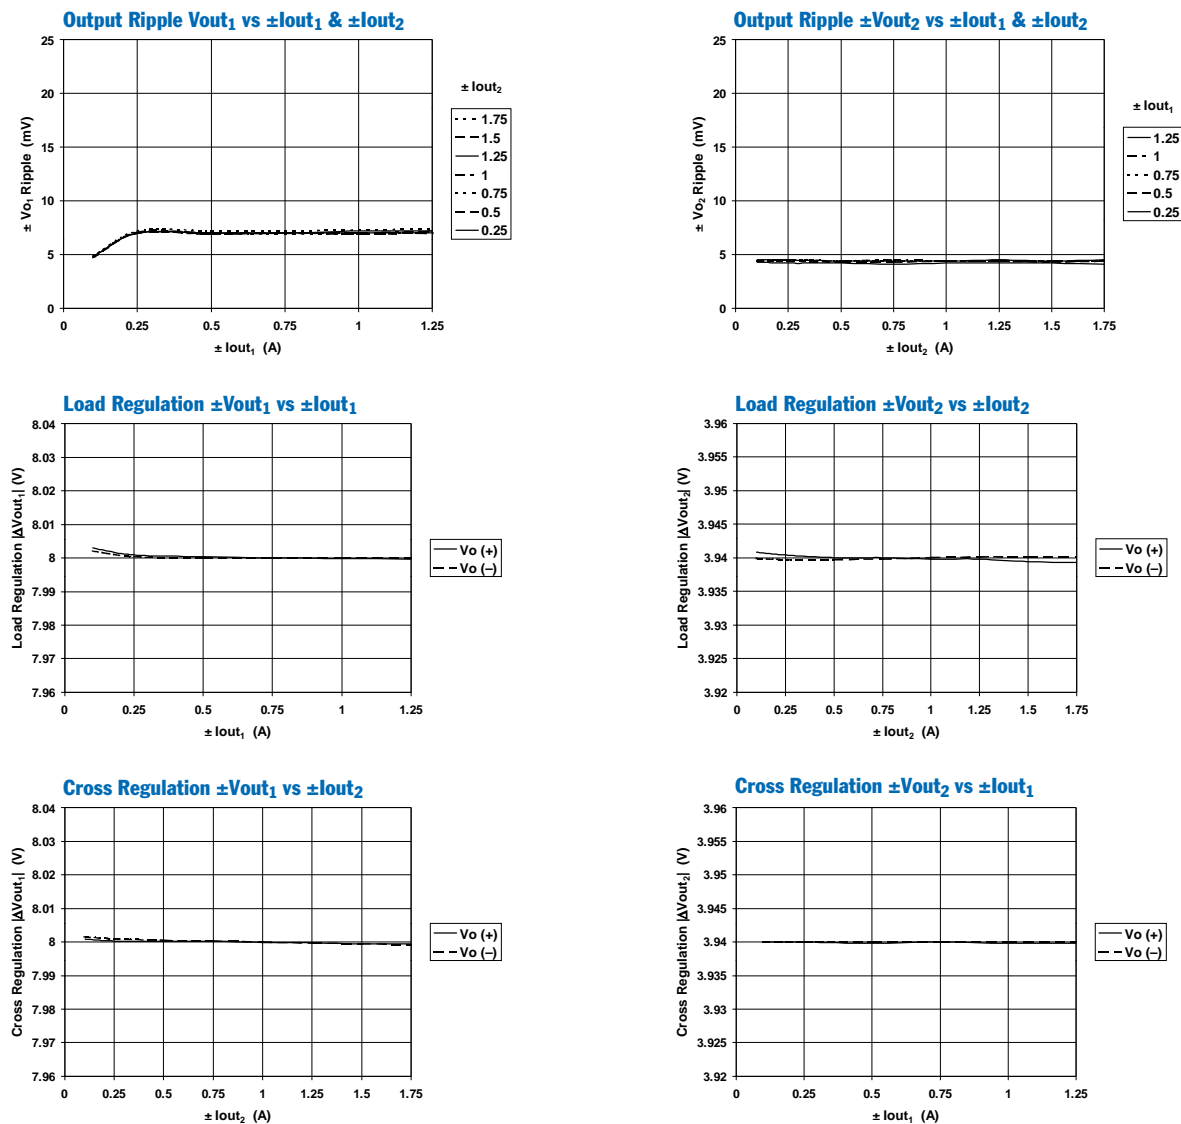 Output Ripple Vout1 vs ±Iout1 & ±Iout2
25
20
15
10
5
0
± Vo1 Ripple (mV)
0 0.25 0.5 0.75 1 1.25
± Iout1 (A)
± Iout2
1.75
1.5
1.25
1
0.75
0.5
0.25
Output Ripple ±Vout2 vs ±Iout1 & ±Iout2
25
20
15
10
5
0
± Vo2 Ripple (mV)
0 0.25 0.5 0.75 1 1.25 1.5 1.75
± Iout2 (A)
± Iout1
1.25
1
0.75
0.5
0.25
Load Regulation ±Vout1 vs ±Iout1
8.04
8.03
8.02
8.01
8
7.99
7.98
7.97
7.96
Load Regulation |ΔVout1| (V)
0 0.25 0.5 0.75 1 1.25
± Iout1 (A)
Vo (+)
Vo (–)
Load Regulation ±Vout2 vs ±Iout2
3.96
3.955
3.95
3.945
3.94
3.935
3.93
3.925
3.92
Load Regulation |ΔVout2| (V)
0 0.25 0.5 0.75 1 1.25 1.5 1.75
± Iout2 (A)
Vo (+)
Vo (–)
Cross Regulation ±Vout1 vs ±Iout2
8.04
8.03
8.02
8.01
8
7.99
7.98
7.97
7.96
Cross Regulation |ΔVout1| (V)
0 0.25 0.5 0.75 1 1.25 1.5 1.75
± Iout2 (A)
Vo (+)
Vo (–)
Cross Regulation ±Vout2 vs ±Iout1
3.96
3.955
3.95
3.945
3.94
3.935
3.93
3.925
3.92
Cross Regulation |ΔVout2| (V)
0 0.25 0.5 0.75 1 1.25
± Iout1 (A)
Vo (+)
Vo (–)